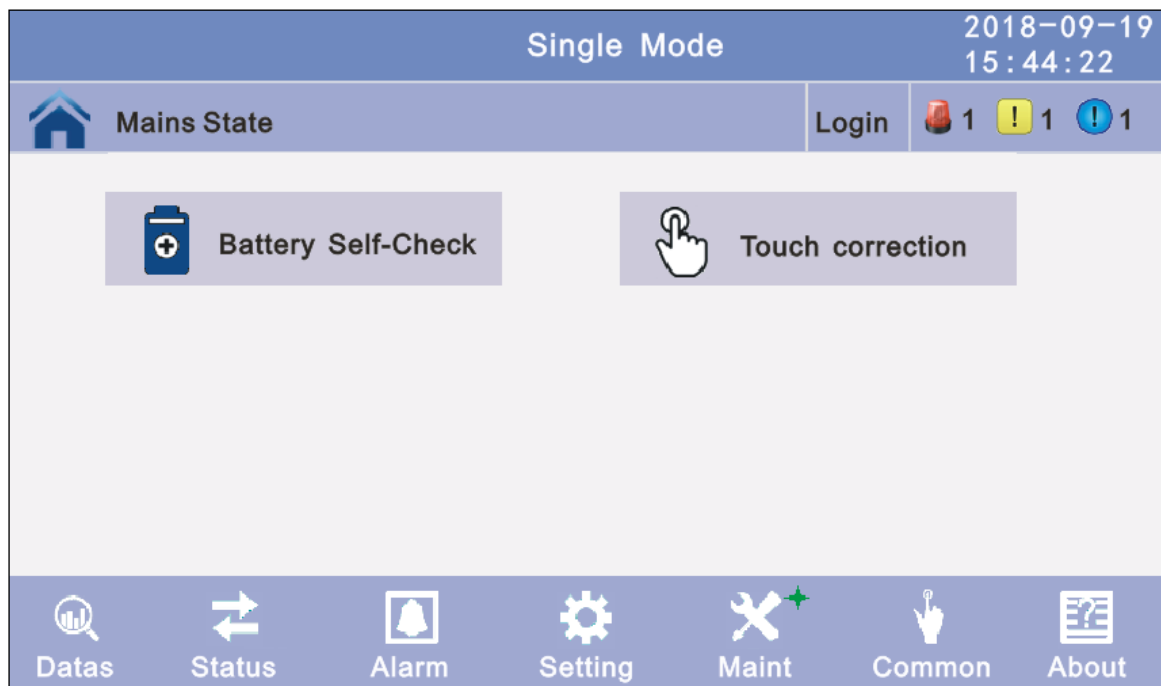 Single Mode
2018-09-19
15:44:22
Mains State
Login
1
! 1
! 1
Battery Self-Check
Touch correction
Datas
Status
Alarm
Setting
Maint
Common
? About